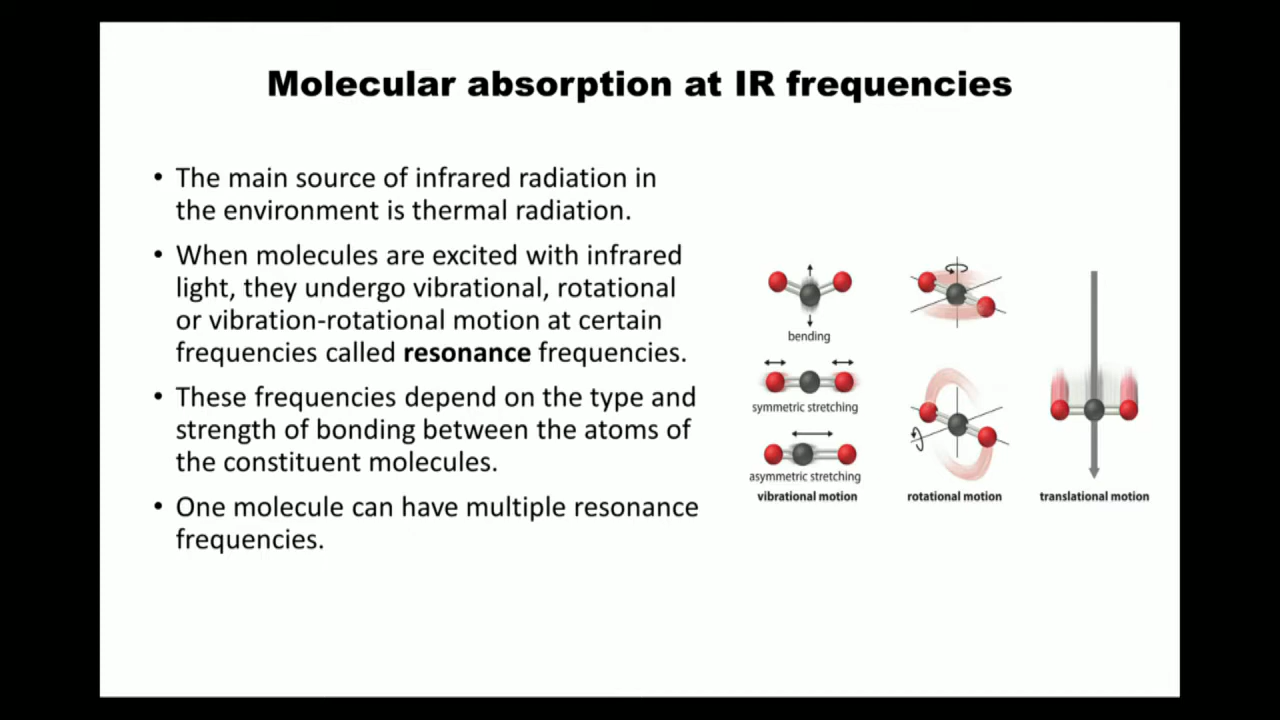 Molecular absorption at IR frequencies
• The main source of infrared radiation in
the environment is thermal radiation.
• When molecules are excited with infrared
light, they undergo vibrational, rotational
or vibration-rotational motion at certain
frequencies called resonance frequencies.
• These frequencies depend on the type and
strength of bonding between the atoms of
the constituent molecules.
• One molecule can have multiple resonance
frequencies.
bending
symmetric stretching
asymmetric stretching
vibrational motion
rotational motion
translational motion